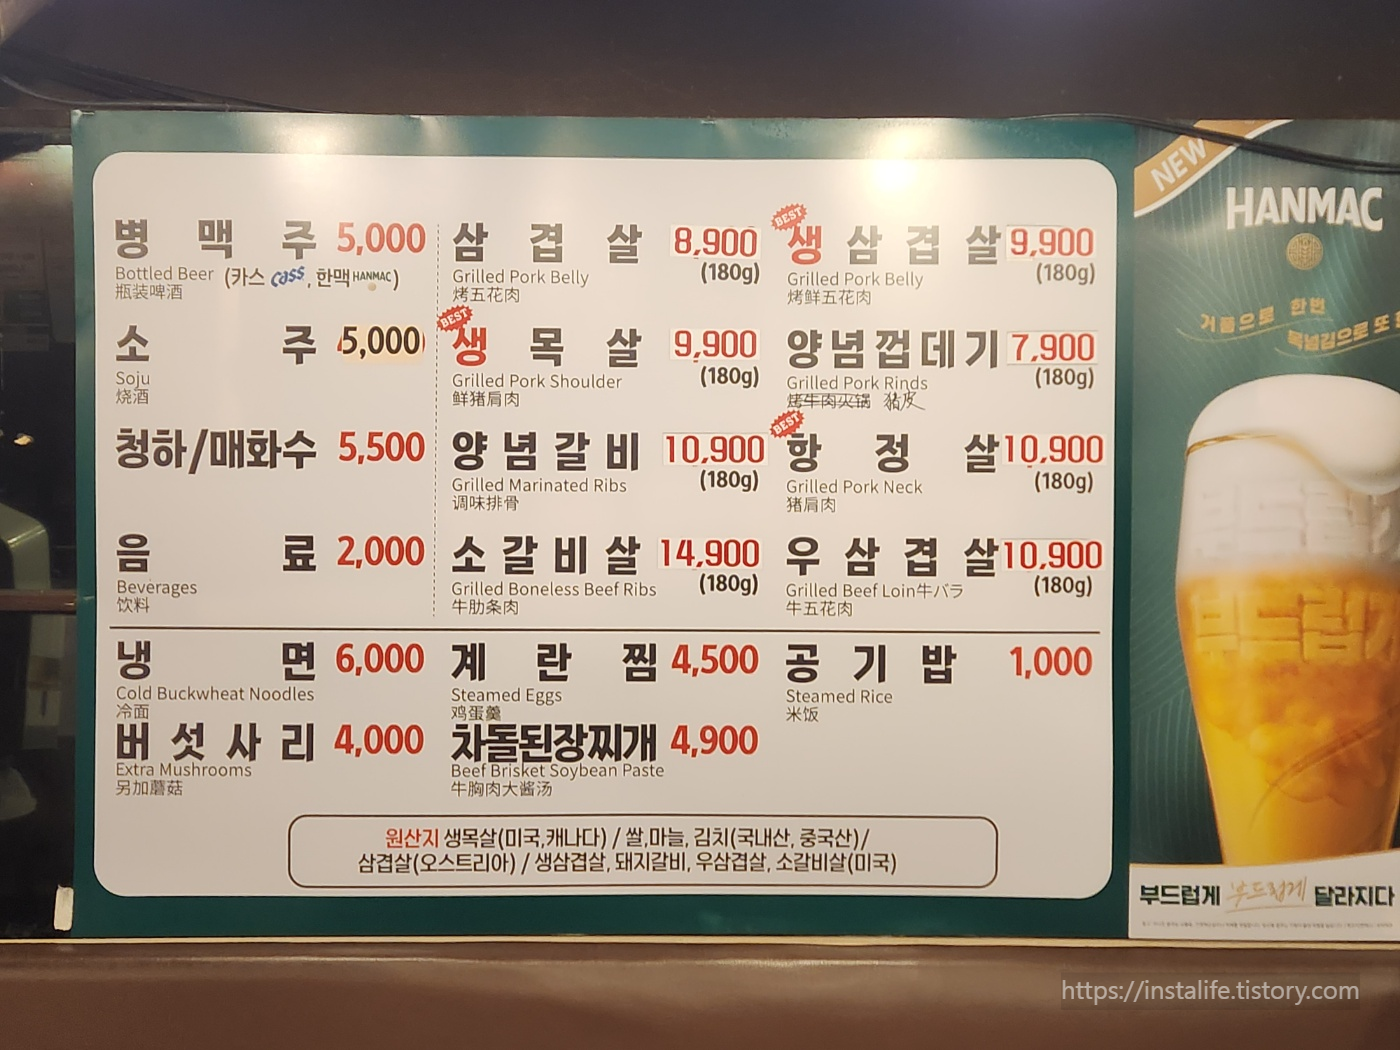 병 맥 주 5,000
Bottled Beer (카스 Cass, 한맥 HANMAC)
瓶装啤酒
소 주 5,000
Soju
烧酒
청하/매화수 5,500
음 료 2,000
Beverages
饮料
삼 겹 살 8,900
Grilled Pork Belly (180g)
烤五花肉
BEST
생 목 살 9,900
Grilled Pork Shoulder (180g)
鲜猪肩肉
양 념 갈 비 10,900
Grilled Marinated Ribs (180g)
调味排骨
소 갈 비 살 14,900
Grilled Boneless Beef Ribs (180g)
牛肋条肉
BEST
생 삼 겹 살 9,900
Grilled Pork Belly (180g)
烤鲜五花肉
양념껍데기 7,900
Grilled Pork Rinds (180g)
烤牛肉火锅 猪皮
BEST
항 정 살 10,900
Grilled Pork Neck (180g)
猪肩肉
우 삼 겹 살 10,900
Grilled Beef Loin牛バラ (180g)
牛五花肉
냉 면 6,000
Cold Buckwheat Noodles
冷面
버 섯 사 리 4,000
Extra Mushrooms
另加蘑菇
계 란 찜 4,500
Steamed Eggs
鸡蛋羹
차돌된장찌개 4,900
Beef Brisket Soybean Paste
牛胸肉大酱汤
공 기 밥 1,000
Steamed Rice
米饭
원산지 생목살(미국,캐나다) / 쌀,마늘, 김치(국내산, 중국산)/
삼겹살(오스트리아) / 생삼겹살, 돼지갈비, 우삼겹살, 소갈비살(미국)
NEW
HANMAC
거품으로 한번
목넘김으로 또
부드럽게 부드럽게 달라지다
https://instalife.tistory.com